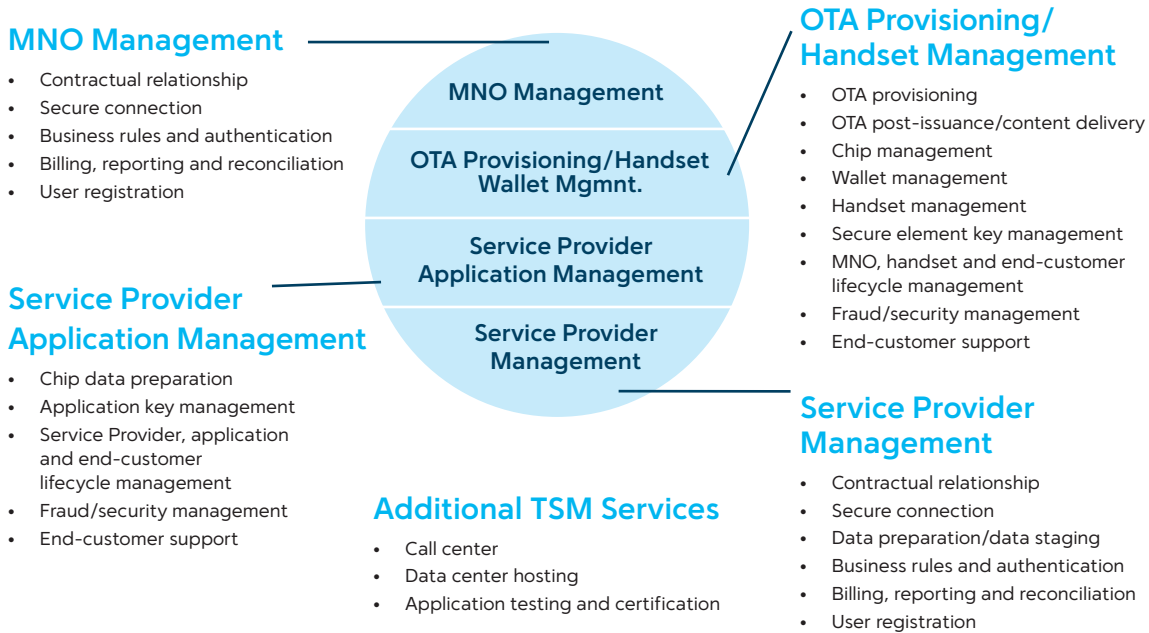 MNO Management
• Contractual relationship
• Secure connection
• Business rules and authentication
• Billing, reporting and reconciliation
• User registration
MNO Management
OTA Provisioning/Handset
Wallet Mgmnt.
Service Provider
Application Management
Service Provider
Management
OTA Provisioning/
Handset Management
• OTA provisioning
• OTA post-issuance/content delivery
• Chip management
• Wallet management
• Handset management
• Secure element key management
• MNO, handset and end-customer
lifecycle management
• Fraud/security management
• End-customer support
Service Provider
Application Management
• Chip data preparation
• Application key management
• Service Provider, application
and end-customer
lifecycle management
• Fraud/security management
• End-customer support
Additional TSM Services
• Call center
• Data center hosting
• Application testing and certification
Service Provider
Management
• Contractual relationship
• Secure connection
• Data preparation/data staging
• Business rules and authentication
• Billing, reporting and reconciliation
• User registration